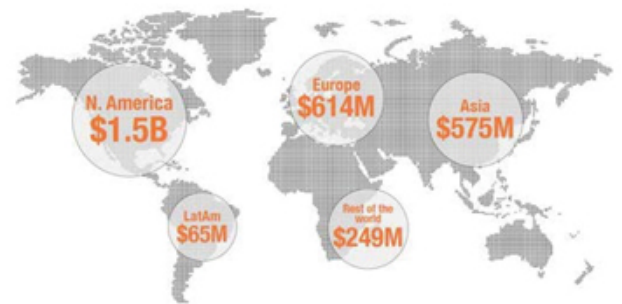 N. America
$1.5B
Europe
$614M
Asia
$575M
LatAm
$65M
Rest of the
world
$249M